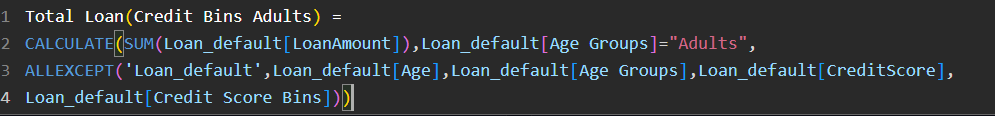 1 Total Loan(Credit Bins Adults) =
2 CALCULATE(SUM(Loan_default[LoanAmount]),Loan_default[Age Groups]="Adults",
3 ALLEXCEPT('Loan_default',Loan_default[Age],Loan_default[Age Groups],Loan_default[CreditScore],
4 Loan_default[Credit Score Bins]))